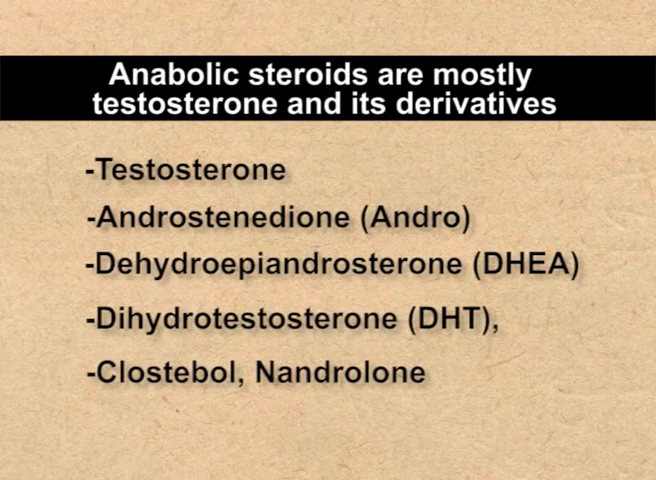 Anabolic steroids are mostly
testosterone and its derivatives
-Testosterone
-Androstenedione (Andro)
-Dehydroepiandrosterone (DHEA)
-Dihydrotestosterone (DHT),
-Clostebol, Nandrolone